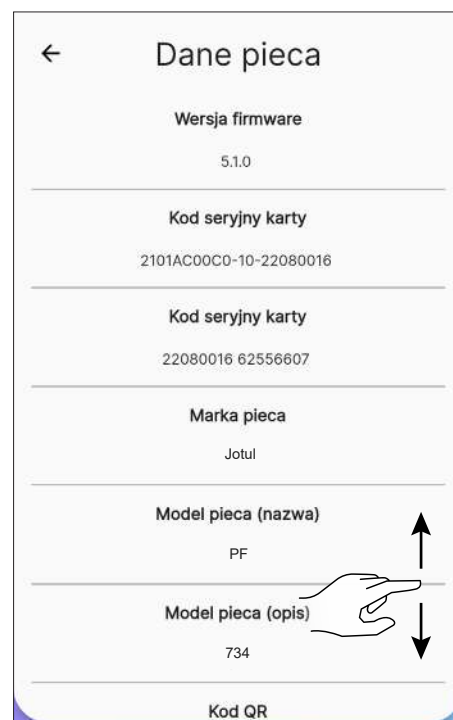 Dane pieca
Wersja firmware
5.1.0
Kod seryjny karty
2101AC00C0-10-22080016
Kod seryjny karty
22080016 62556607
Marka pieca
Jotul
Model pieca (nazwa)
PF
Model pieca (opis)
734
Kod QR